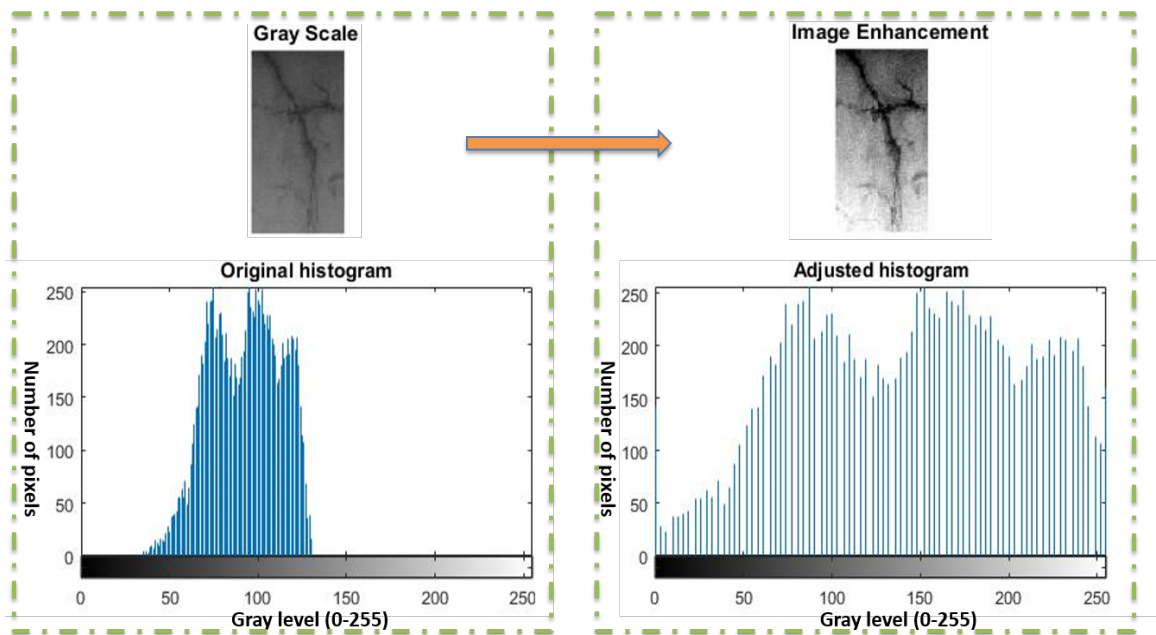 Gray Scale
Image Enhancement
Original histogram
250
200
150
100
50
0
Number of pixels
0 50 100 150 200 250
Gray level (0-255)
Adjusted histogram
250
200
150
100
50
0
Number of pixels
0 50 100 150 200 250
Gray level (0-255)